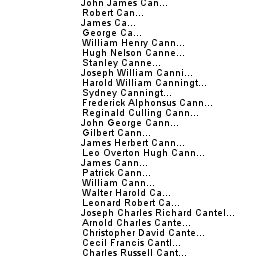 John James Can...
Robert Can...
James Ca...
George Ca...
William Henry Cann...
Hugh Nelson Canne...
Stanley Canne...
Joseph William Canni...
Harold William Canningt...
Sydney Canningt...
Frederick Alphonsus Cann...
Reginald Culling Cann...
John George Cann...
Gilbert Cann...
James Herbert Cann...
Leo Overton Hugh Cann...
James Cann...
Patrick Cann...
William Cann...
Walter Harold Ca...
Leonard Robert Ca...
Joseph Charles Richard Cantel...
Arnold Charles Cante...
Christopher David Cante...
Cecil Francis Cantl...
Charles Russell Cant...